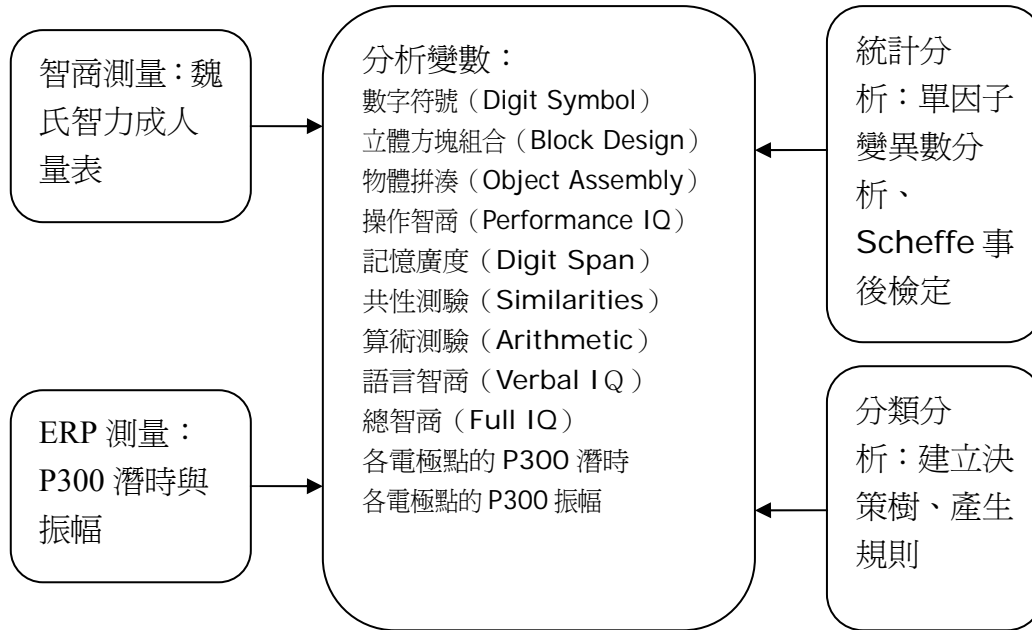 智商測量：魏
氏智力成人
量表
ERP 測量：
P300 潛時與
振幅
分析變數：
數字符號（Digit Symbol）
立體方塊組合（Block Design）
物體拼湊（Object Assembly）
操作智商（Performance IQ）
記憶廣度（Digit Span）
共性測驗（Similarities）
算術測驗（Arithmetic）
語言智商（Verbal IQ）
總智商（Full IQ）
各電極點的 P300 潛時
各電極點的 P300 振幅
統計分
析：單因子
變異數分
析、
Scheffe 事
後檢定
分類分
析：建立決
策樹、產生
規則